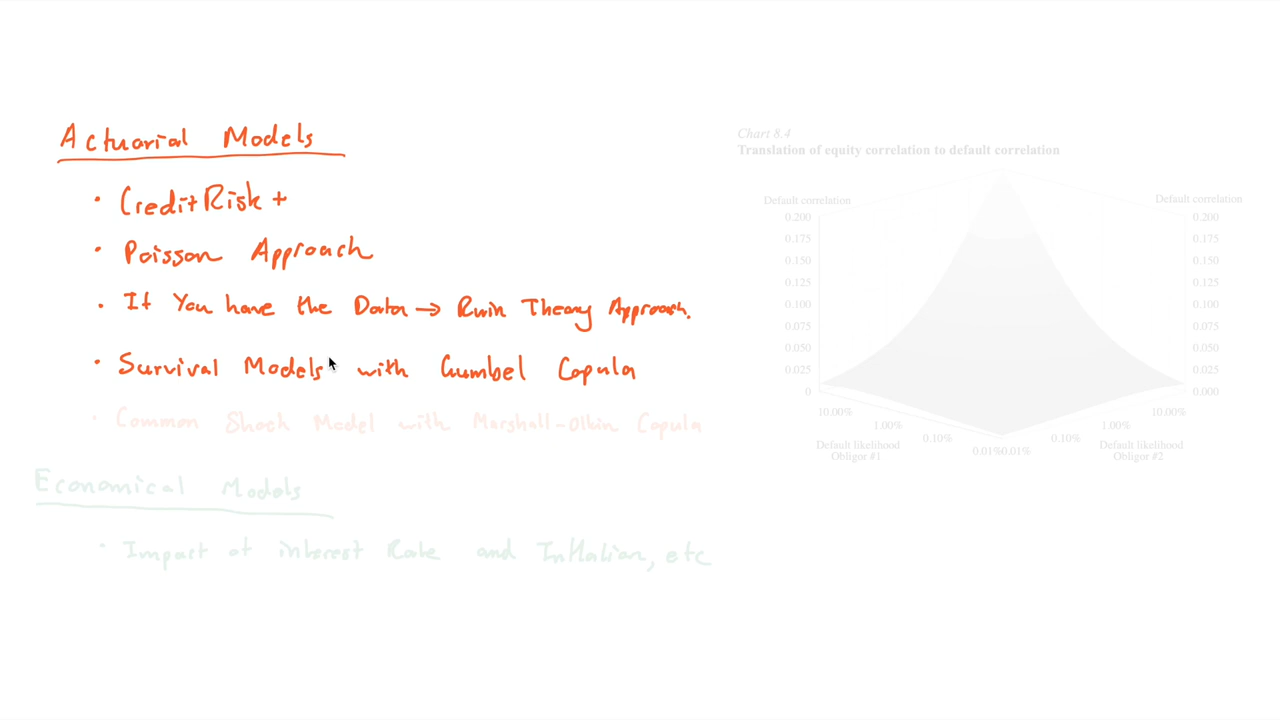 Actuarial Models
• CreditRisk+
• Poisson Approach
• If You have the Data → Ruin Theory Approach.
• Survival Models with Gumbel Copula
• Common Shock Model with Marshall-Olkin Copula
Economical Models
• Impact of interest Rate and Inflation, etc
Chart 8.4
Translation of equity correlation to default correlation
Default correlation
0.200
0.175
0.150
0.125
0.100
0.075
0.050
0.025
0
Default correlation
0.200
0.175
0.150
0.125
0.100
0.075
0.050
0.025
0.000
10.00%
1.00%
0.10%
0.01%0.01%
0.10%
1.00%
10.00%
Default likelihood
Obligor #1
Default likelihood
Obligor #2